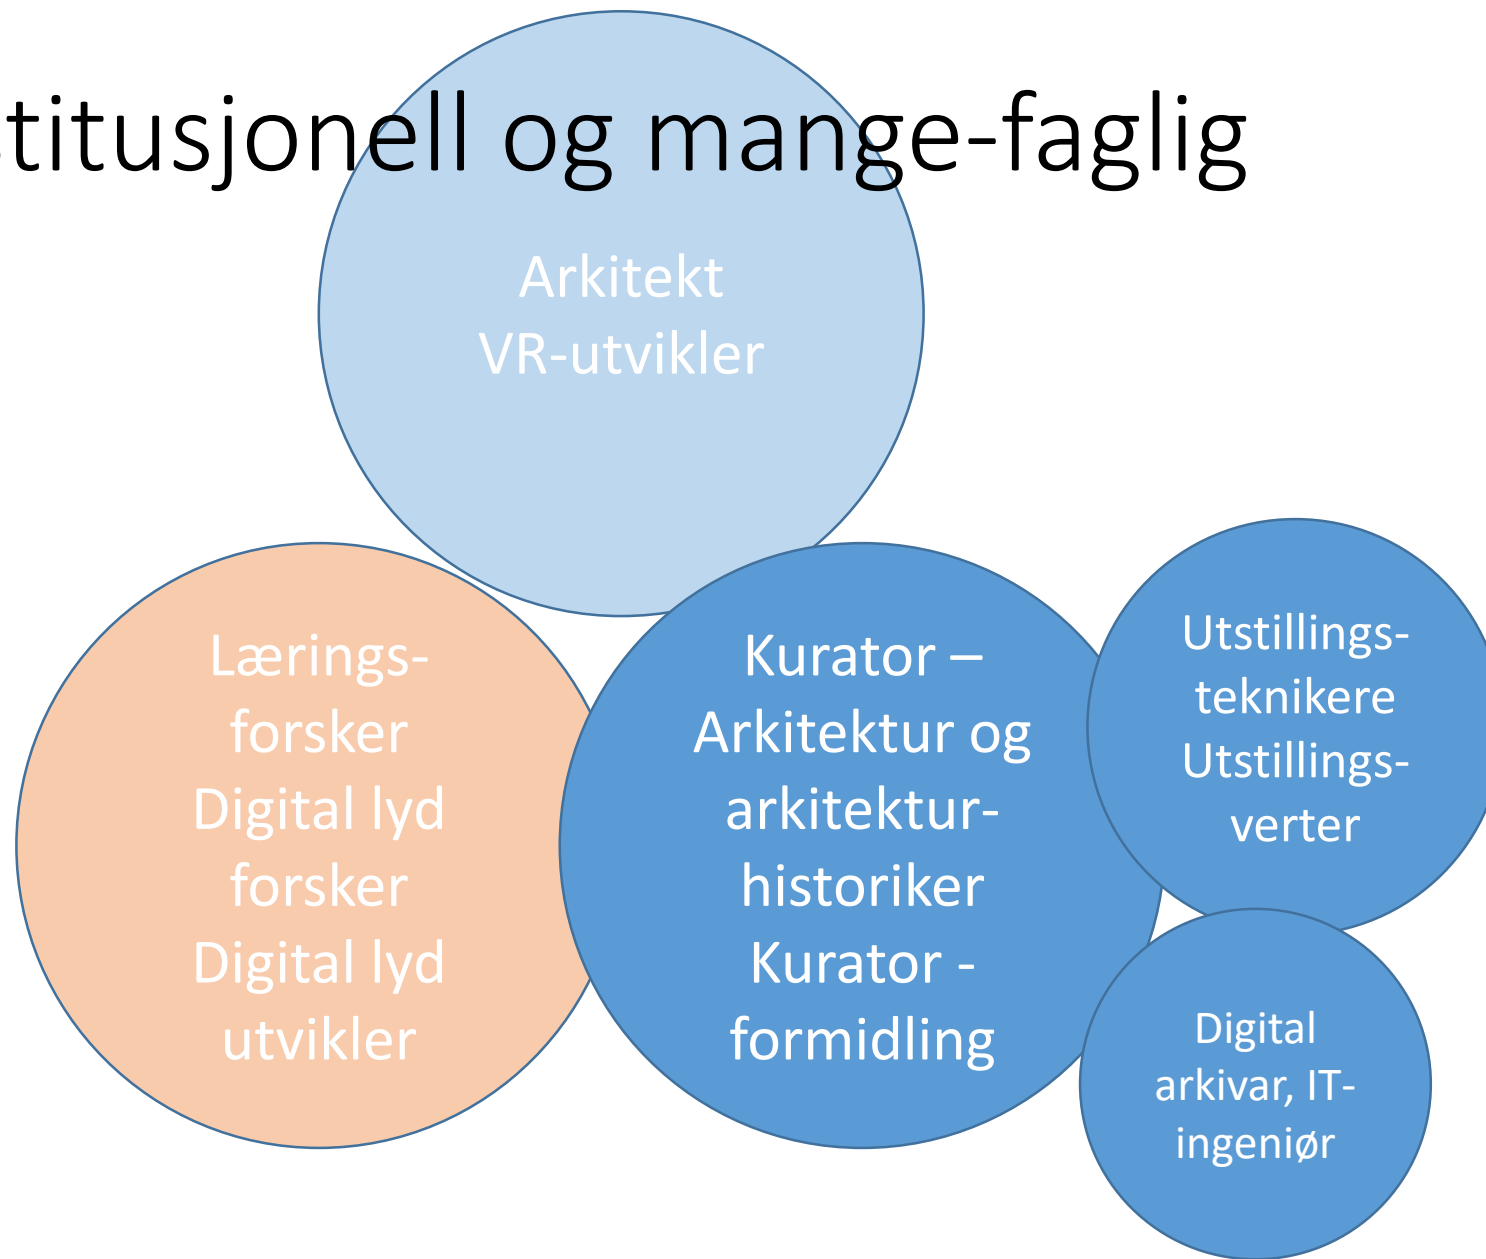 stitusjonell og mange-faglig
Arkitekt
VR-utvikler
Lærings-
forsker
Digital lyd
forsker
Digital lyd
utvikler
Kurator –
Arkitektur og
arkitektur-
historiker
Kurator -
formidling
Utstillings-
teknikere
Utstillings-
verter
Digital
arkivar, IT-
ingeniør